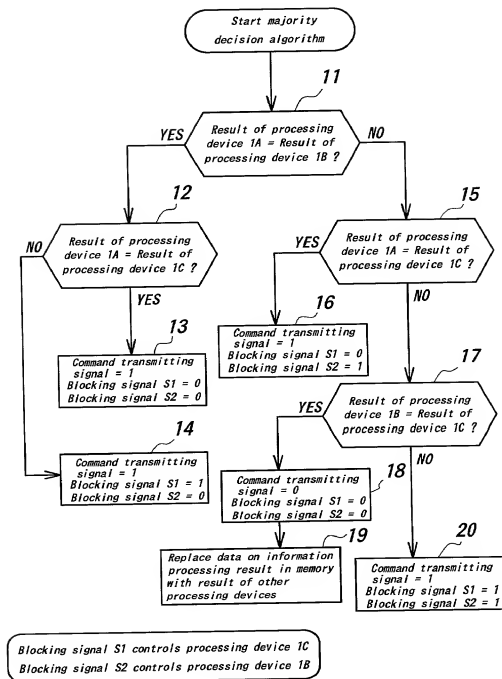 Start majority
decision algorithm
11
YES
Result of processing
device 1A = Result of
processing device 1B ?
NO
12
15
NO
Result of processing
device 1A = Result of
processing device 1C ?
YES
YES
Result of processing
device 1A = Result of
processing device 1C ?
NO
13
Command transmitting
signal = 1
Blocking signal S1 = 0
Blocking signal S2 = 0
16
Command transmitting
signal = 1
Blocking signal S1 = 0
Blocking signal S2 = 1
17
YES
Result of processing
device 1B = Result of
processing device 1C ?
NO
14
Command transmitting
signal = 1
Blocking signal S1 = 1
Blocking signal S2 = 0
18
Command transmitting
signal = 0
Blocking signal S1 = 0
Blocking signal S2 = 0
19
Replace data on information
processing result in memory
with result of other
processing devices
20
Command transmitting
signal = 1
Blocking signal S1 = 1
Blocking signal S2 = 1
Blocking signal S1 controls processing device 1C
Blocking signal S2 controls processing device 1B